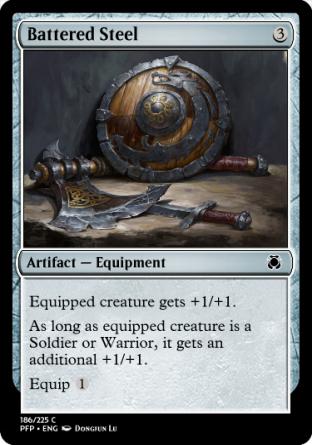 Battered Steel 3
Artifact — Equipment
Equipped creature gets +1/+1.
As long as equipped creature is a
Soldier or Warrior, it gets an
additional +1/+1.
Equip 1
186/225 C
PFP • ENG Dongjun Lu